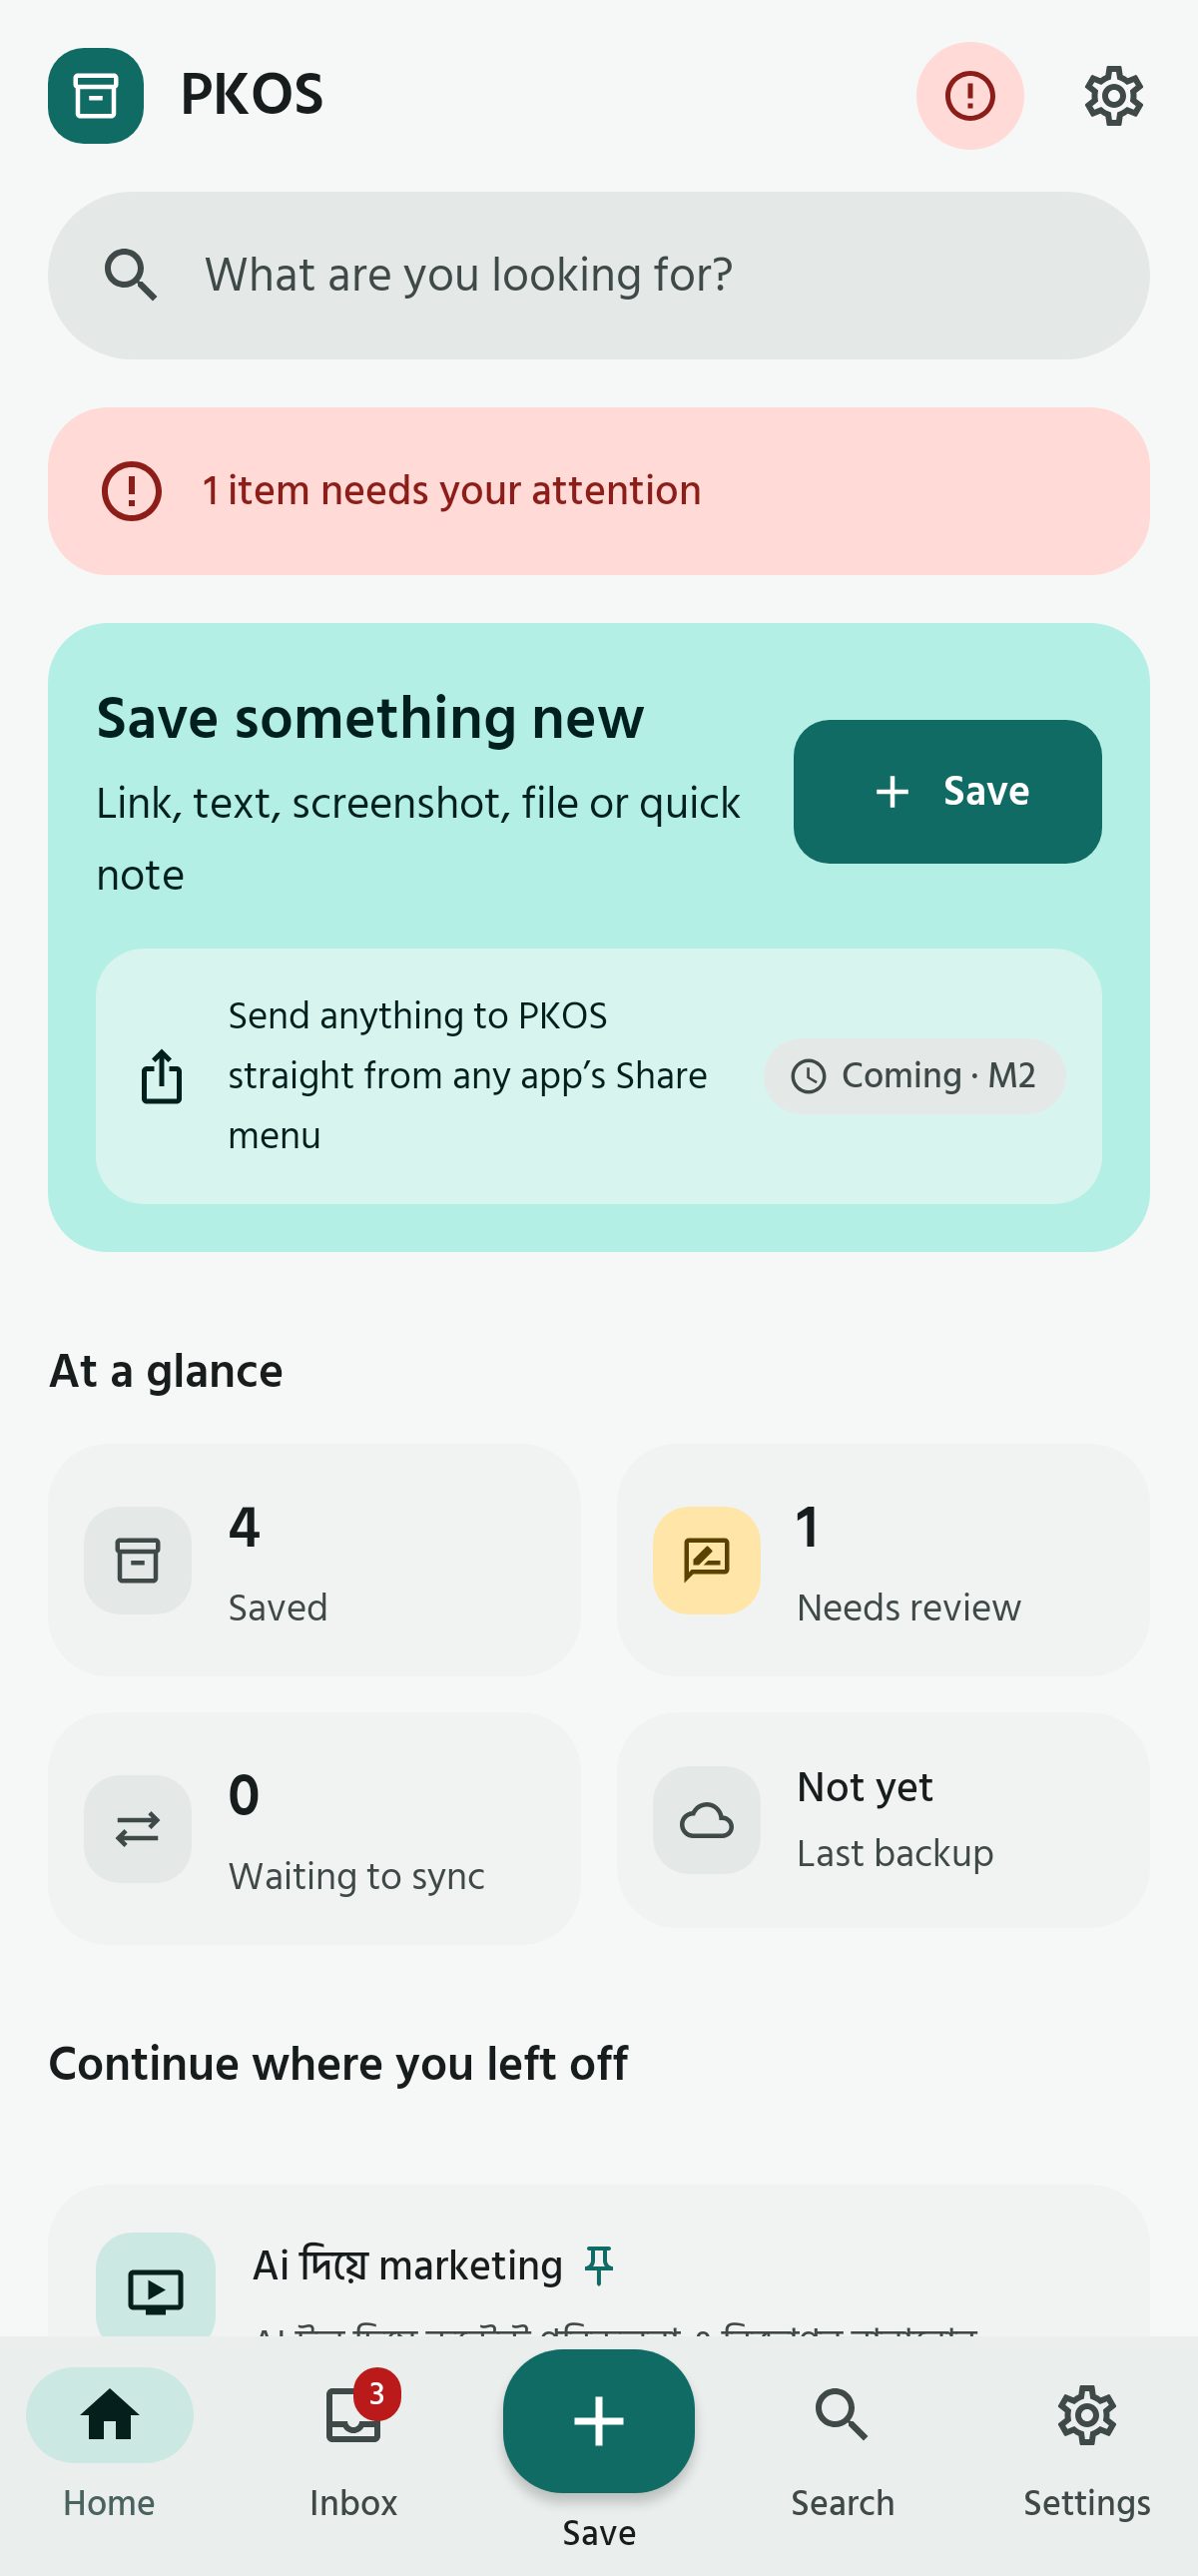 PKOS
What are you looking for?
1 item needs your attention
Save something new
Link, text, screenshot, file or quick
note
Save
Send anything to PKOS
straight from any app’s Share
menu
Coming · M2
At a glance
4
Saved
1
Needs review
0
Waiting to sync
Not yet
Last backup
Continue where you left off
Ai দিয়ে marketing
3
Home
Inbox
Save
Search
Settings